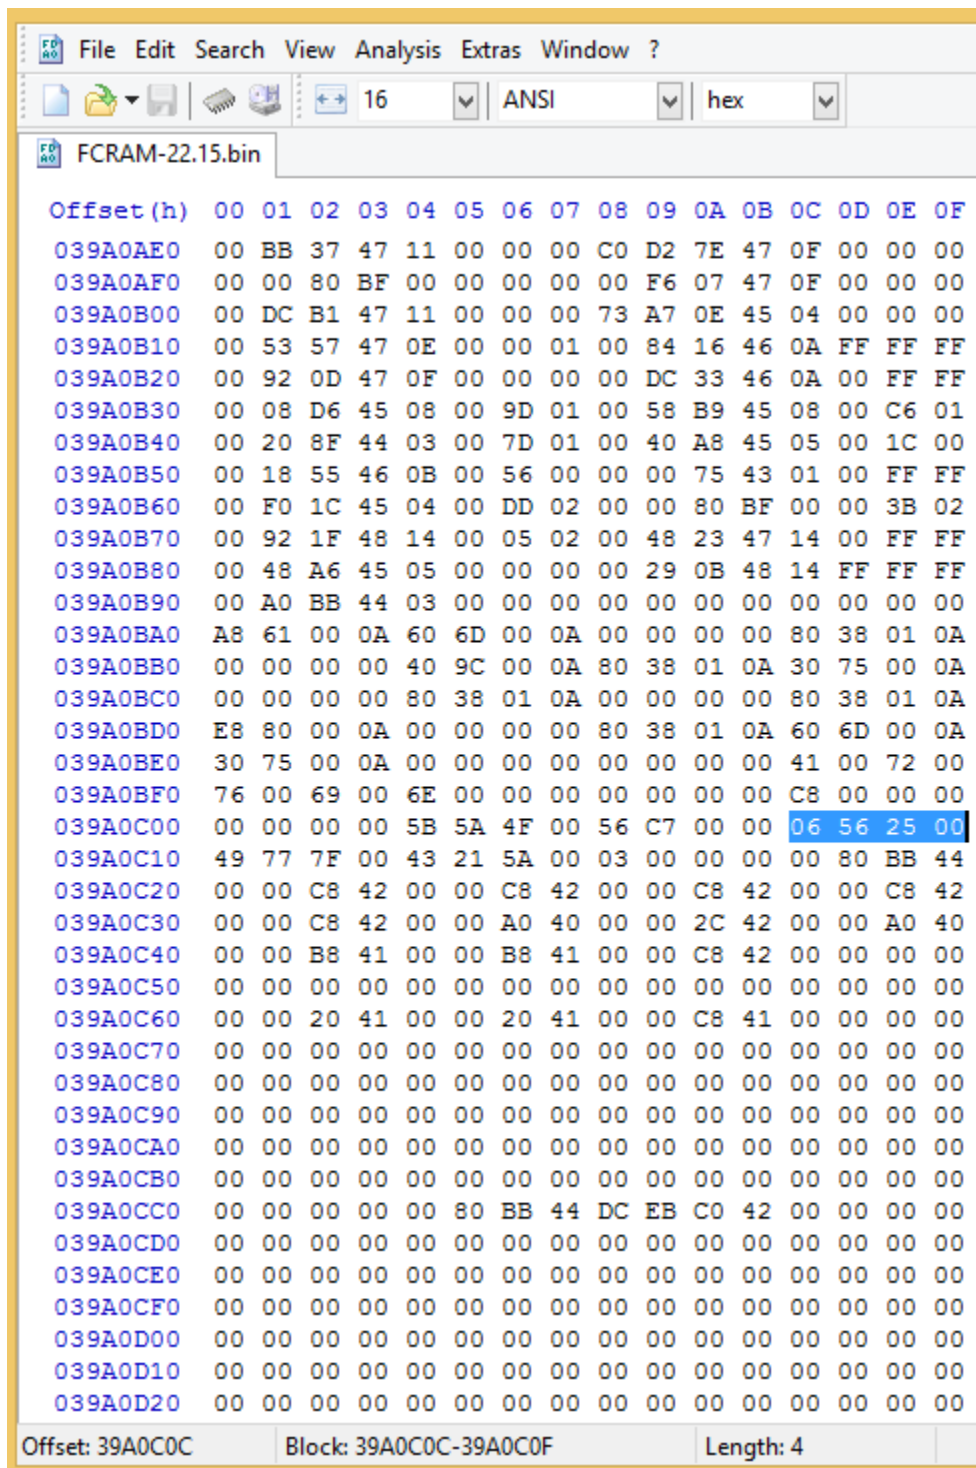 File Edit Search View Analysis Extras Window ?
16 ANSI hex
FCRAM-22.15.bin
Offset(h) 00 01 02 03 04 05 06 07 08 09 0A 0B 0C 0D 0E 0F
039A0AE0 00 BB 37 47 11 00 00 00 C0 D2 7E 47 0F 00 00 00
039A0AF0 00 00 80 BF 00 00 00 00 00 F6 07 47 0F 00 00 00
039A0B00 00 DC B1 47 11 00 00 00 73 A7 0E 45 04 00 00 00
039A0B10 00 53 57 47 0E 00 00 01 00 84 16 46 0A FF FF FF
039A0B20 00 92 0D 47 0F 00 00 00 00 DC 33 46 0A 00 FF FF
039A0B30 00 08 D6 45 08 00 9D 01 00 58 B9 45 08 00 C6 01
039A0B40 00 20 8F 44 03 00 7D 01 00 40 A8 45 05 00 1C 00
039A0B50 00 18 55 46 0B 00 56 00 00 00 75 43 01 00 FF FF
039A0B60 00 F0 1C 45 04 00 DD 02 00 00 80 BF 00 00 3B 02
039A0B70 00 92 1F 48 14 00 05 02 00 48 23 47 14 00 FF FF
039A0B80 00 48 A6 45 05 00 00 00 00 29 0B 48 14 FF FF FF
039A0B90 00 A0 BB 44 03 00 00 00 00 00 00 00 00 00 00 00
039A0BA0 A8 61 00 0A 60 6D 00 0A 00 00 00 00 80 38 01 0A
039A0BB0 00 00 00 00 40 9C 00 0A 80 38 01 0A 30 75 00 0A
039A0BC0 00 00 00 00 80 38 01 0A 00 00 00 00 80 38 01 0A
039A0BD0 E8 80 00 0A 00 00 00 00 80 38 01 0A 60 6D 00 0A
039A0BE0 30 75 00 0A 00 00 00 00 00 00 00 00 41 00 72 00
039A0BF0 76 00 69 00 6E 00 00 00 00 00 00 00 C8 00 00 00
039A0C00 00 00 00 00 5B 5A 4F 00 56 C7 00 00 06 56 25 00
039A0C10 49 77 7F 00 43 21 5A 00 03 00 00 00 00 80 BB 44
039A0C20 00 00 C8 42 00 00 C8 42 00 00 C8 42 00 00 C8 42
039A0C30 00 00 C8 42 00 00 A0 40 00 00 2C 42 00 00 A0 40
039A0C40 00 00 B8 41 00 00 B8 41 00 00 C8 42 00 00 00 00
039A0C50 00 00 00 00 00 00 00 00 00 00 00 00 00 00 00 00
039A0C60 00 00 20 41 00 00 20 41 00 00 C8 41 00 00 00 00
039A0C70 00 00 00 00 00 00 00 00 00 00 00 00 00 00 00 00
039A0C80 00 00 00 00 00 00 00 00 00 00 00 00 00 00 00 00
039A0C90 00 00 00 00 00 00 00 00 00 00 00 00 00 00 00 00
039A0CA0 00 00 00 00 00 00 00 00 00 00 00 00 00 00 00 00
039A0CB0 00 00 00 00 00 00 00 00 00 00 00 00 00 00 00 00
039A0CC0 00 00 00 00 00 80 BB 44 DC EB C0 42 00 00 00 00
039A0CD0 00 00 00 00 00 00 00 00 00 00 00 00 00 00 00 00
039A0CE0 00 00 00 00 00 00 00 00 00 00 00 00 00 00 00 00
039A0CF0 00 00 00 00 00 00 00 00 00 00 00 00 00 00 00 00
039A0D00 00 00 00 00 00 00 00 00 00 00 00 00 00 00 00 00
039A0D10 00 00 00 00 00 00 00 00 00 00 00 00 00 00 00 00
039A0D20 00 00 00 00 00 00 00 00 00 00 00 00 00 00 00 00
Offset: 39A0C0C Block: 39A0C0C-39A0C0F Length: 4